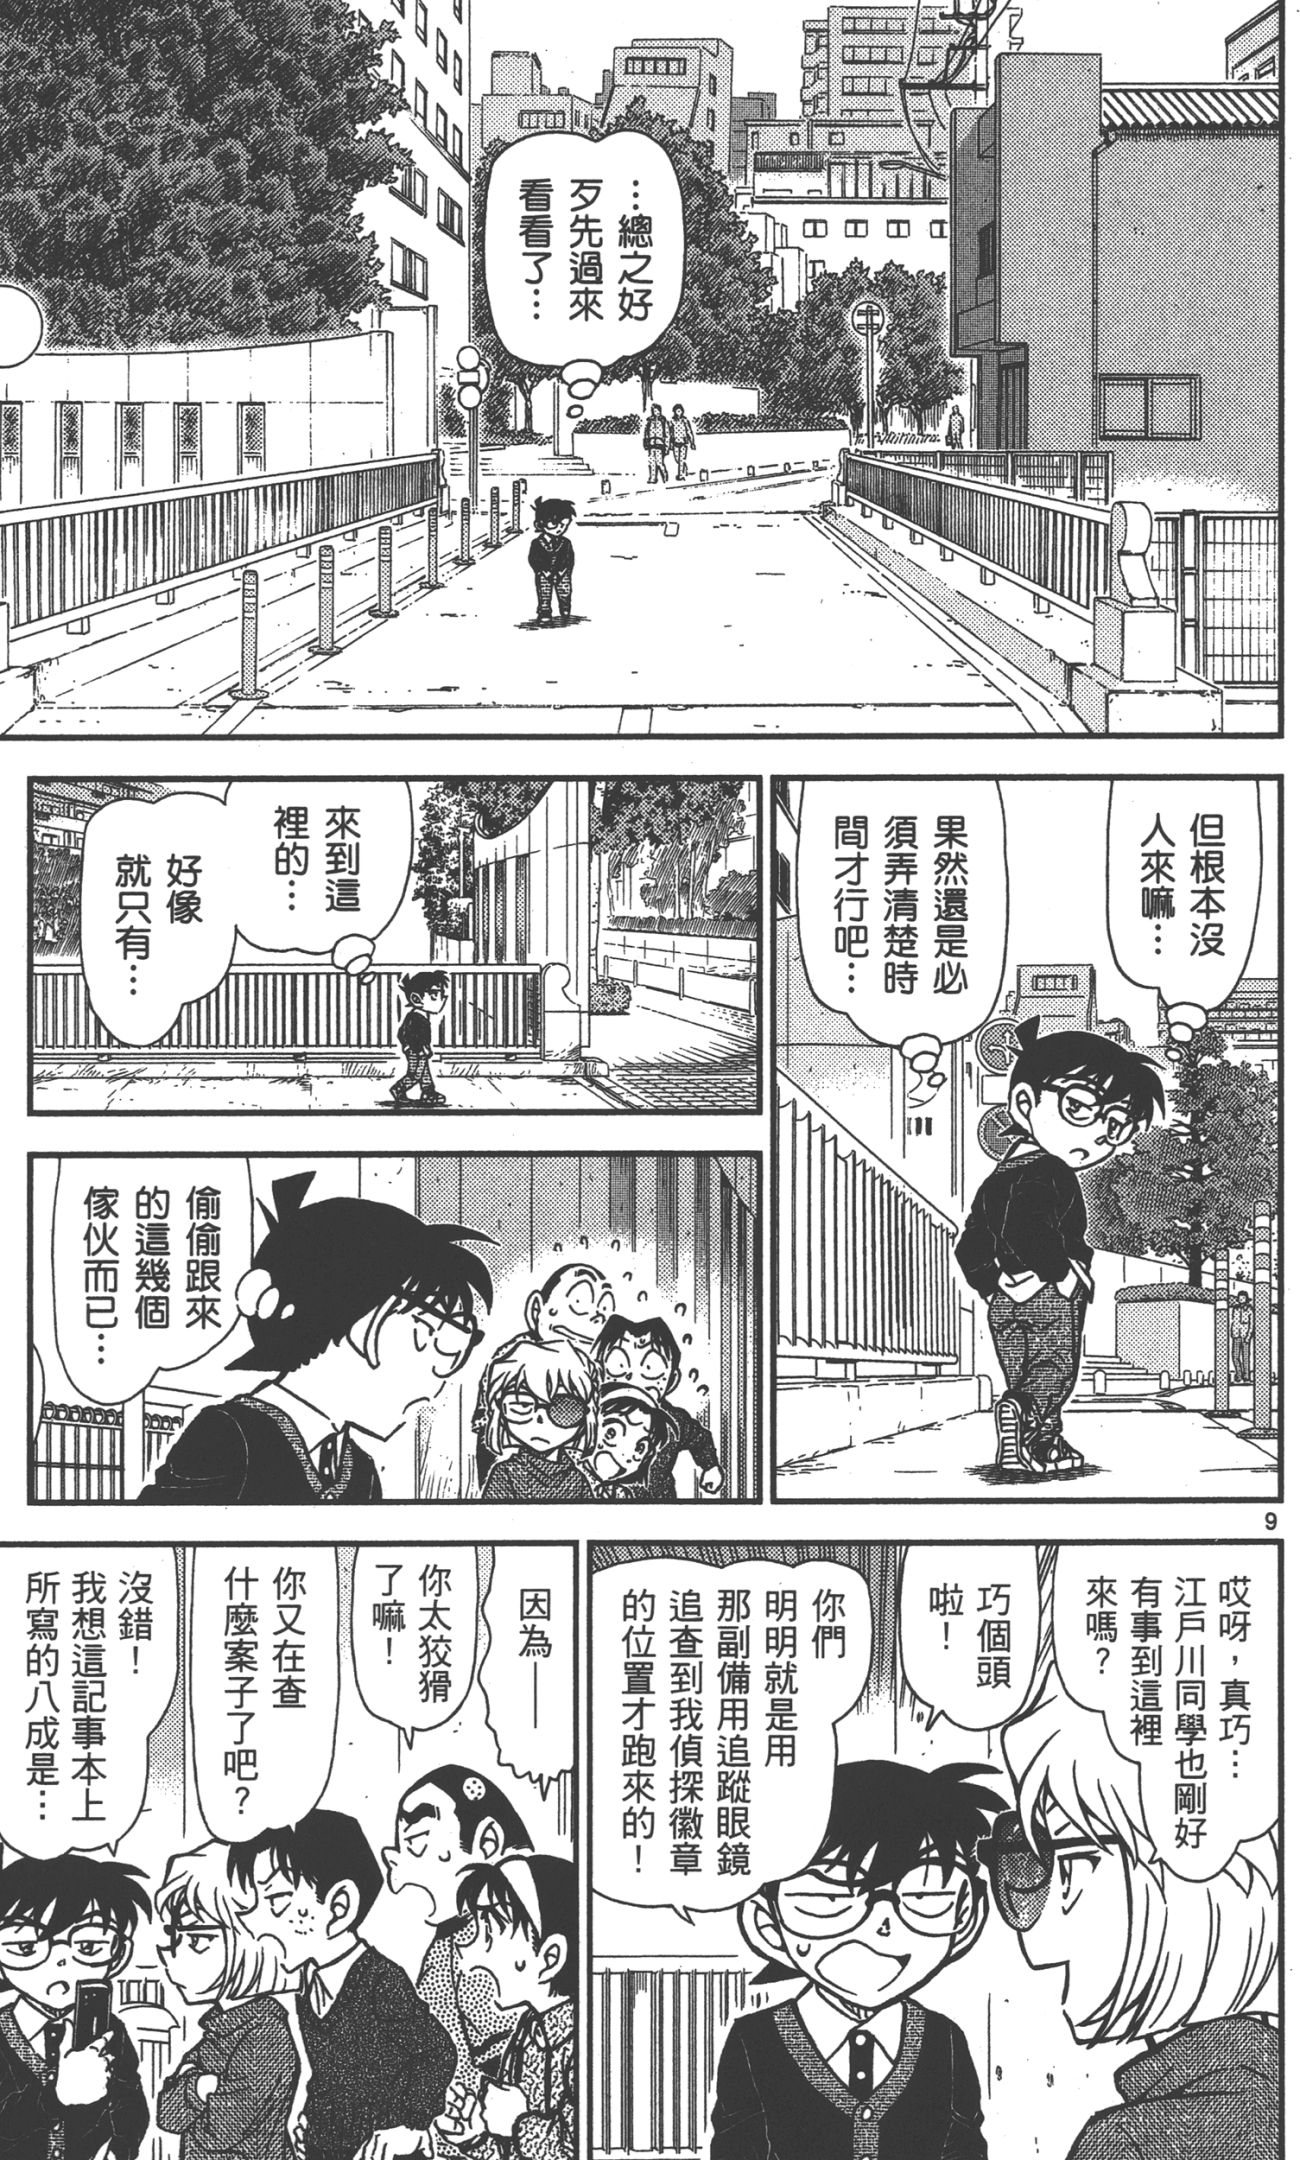 …總之好
歹先過來
看看了…
但根本沒
人來嘛…
果然還是必
須弄清楚時
間才行吧…
來到這
裡的…
好像
就只有…
偷偷跟來
的這幾個
傢伙而已…
9
哎呀，真巧…
江戶川同學也剛好
有事到這裡
來嗎？
巧個頭
啦！
你們
明明就是用
那副備用追蹤眼鏡
追查到我偵探徽章
的位置才跑來的！
因為——
你太狡猾
了嘛！
你又在查
什麼案子了吧？
沒錯！
我想這記事本上
所寫的八成是…